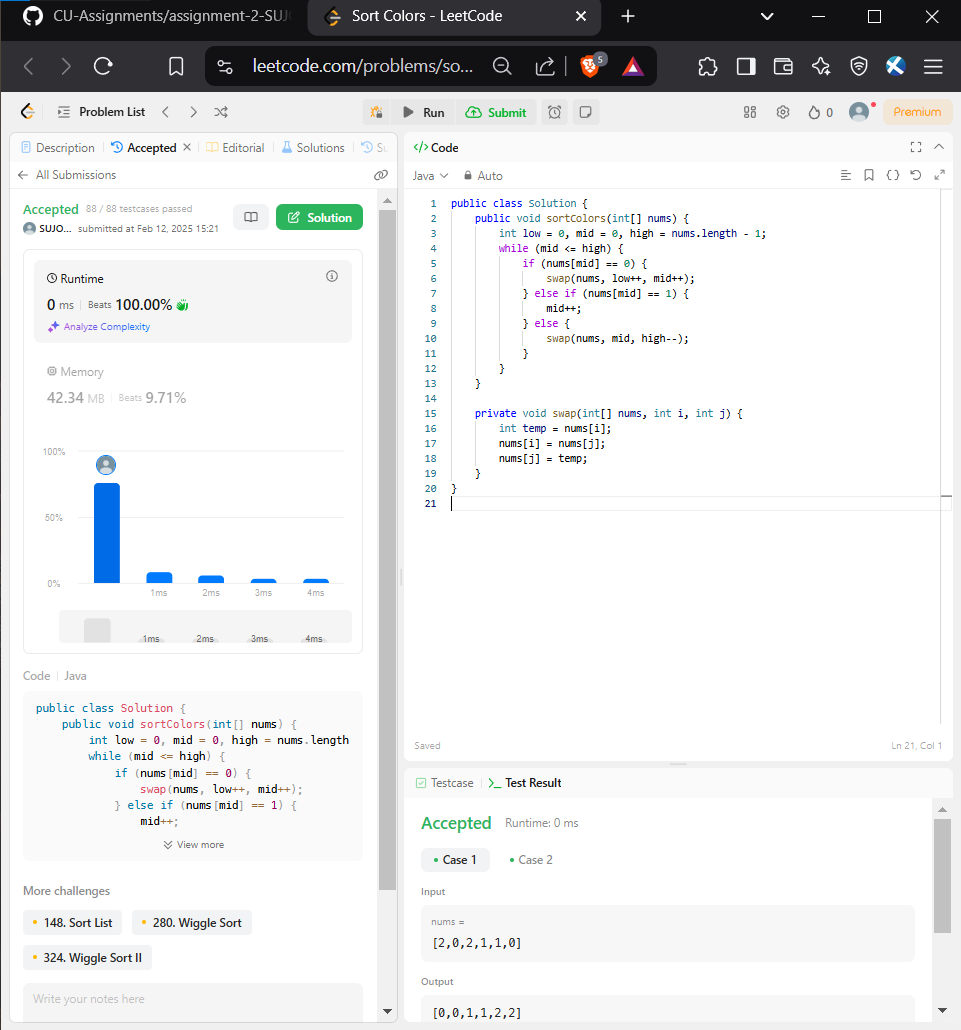 CU-Assignments/assignment-2-SUJ
Sort Colors - LeetCode
leetcode.com/problems/so...
5
Problem List
Run
Submit
0
Premium
Description
Accepted
Editorial
Solutions
Su
All Submissions
Accepted 88 / 88 testcases passed
SUJO... submitted at Feb 12, 2025 15:21
Solution
Runtime
0 ms Beats 100.00%
Analyze Complexity
Memory
42.34 MB Beats 9.71%
100%
50%
0%
1ms 2ms 3ms 4ms
1ms 2ms 3ms 4ms
Code Java
public class Solution {
    public void sortColors(int[] nums) {
        int low = 0, mid = 0, high = nums.length
        while (mid <= high) {
            if (nums[mid] == 0) {
                swap(nums, low++, mid++);
            } else if (nums[mid] == 1) {
                mid++;
View more
More challenges
148. Sort List
280. Wiggle Sort
324. Wiggle Sort II
Write your notes here
</> Code
Java Auto
1 public class Solution {
2     public void sortColors(int[] nums) {
3         int low = 0, mid = 0, high = nums.length - 1;
4         while (mid <= high) {
5             if (nums[mid] == 0) {
6                 swap(nums, low++, mid++);
7             } else if (nums[mid] == 1) {
8                 mid++;
9             } else {
10                 swap(nums, mid, high--);
11             }
12         }
13     }
14
15     private void swap(int[] nums, int i, int j) {
16         int temp = nums[i];
17         nums[i] = nums[j];
18         nums[j] = temp;
19     }
20 }
21
Saved
Ln 21, Col 1
Testcase
Test Result
Accepted Runtime: 0 ms
Case 1
Case 2
Input
nums =
[2,0,2,1,1,0]
Output
[0,0,1,1,2,2]